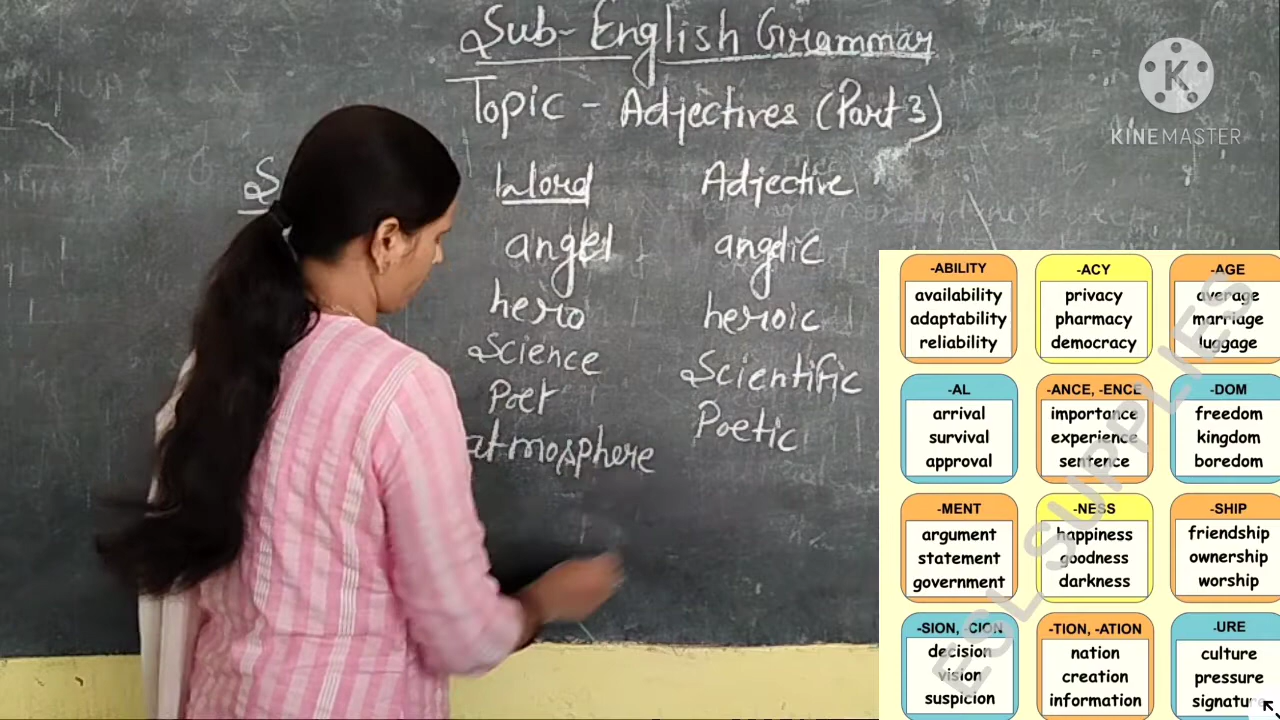 Sub- English Grammar
Topic - Adjectives (Part 3)
S
Word Adjective
angel angelic
hero heroic
Science Scientific
Poet Poetic
atmosphere
KINEMASTER
-ABILITY
availability
adaptability
reliability
-ACY
privacy
pharmacy
democracy
-AGE
average
marriage
luggage
-AL
arrival
survival
approval
-ANCE, -ENCE
importance
experience
sentence
-DOM
freedom
kingdom
boredom
-MENT
argument
statement
government
-NESS
happiness
goodness
darkness
-SHIP
friendship
ownership
worship
-SION, -CION
decision
vision
suspicion
-TION, -ATION
nation
creation
information
-URE
culture
pressure
signature
ESL SUPPLIES